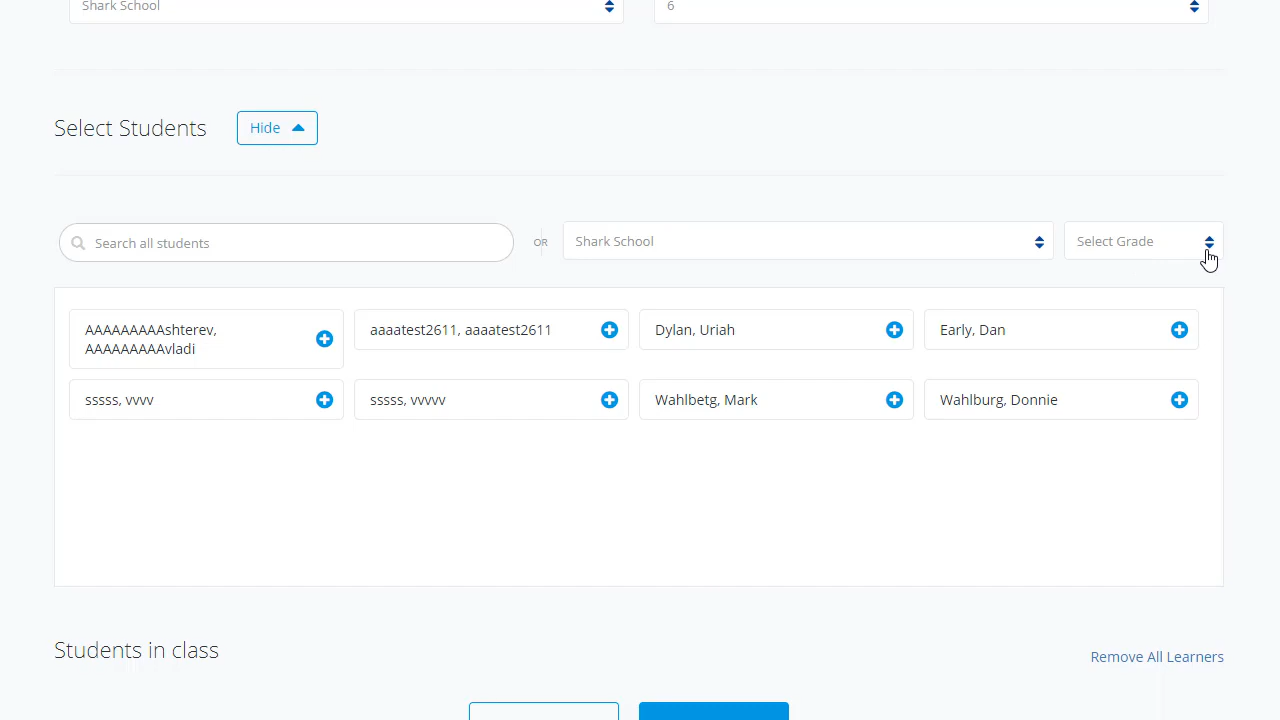 Shark School
6
Select Students
Hide
Search all students
OR
Shark School
Select Grade
AAAAAAAAAshterev,
AAAAAAAAAvladi
aaaatest2611, aaaatest2611
Dylan, Uriah
Early, Dan
sssss, vvvv
sssss, vvvvv
Wahlbetg, Mark
Wahlburg, Donnie
Students in class
Remove All Learners